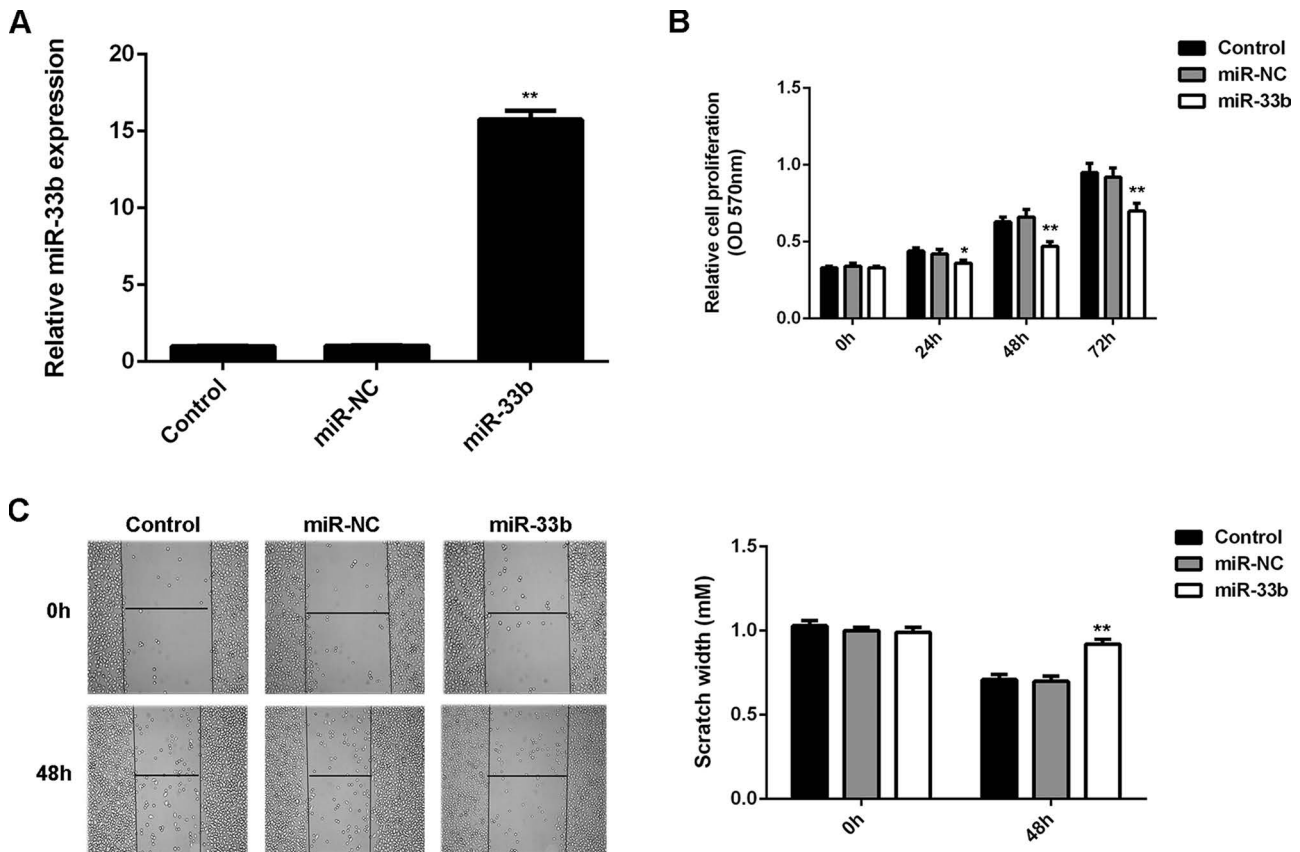 A
Relative miR-33b expression
20
15
10
5
0
**
Control
miR-NC
miR-33b
B
Control
miR-NC
miR-33b
Relative cell proliferation
(OD 570nm)
1.5
1.0
0.5
0.0
*
**
**
0h
24h
48h
72h
C
Control
miR-NC
miR-33b
0h
48h
Control
miR-NC
miR-33b
Scratch width (mM)
1.5
1.0
0.5
0.0
**
0h
48h